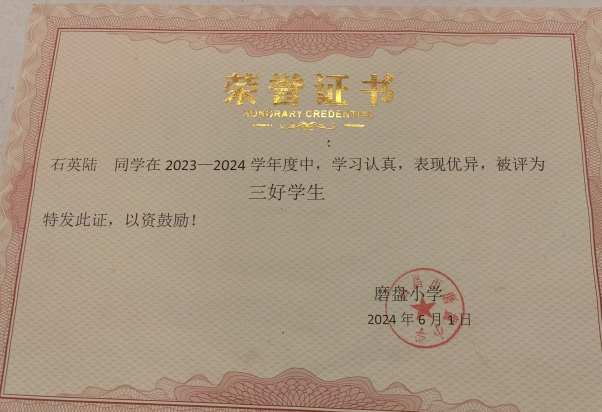 荣誉证书
HONORARY CREDENTIAL
石英陆 同学在 2023—2024 学年度中，学习认真，表现优异，被评为
三好学生
特发此证，以资鼓励！
磨盘小学
2024 年 6 月 1 日